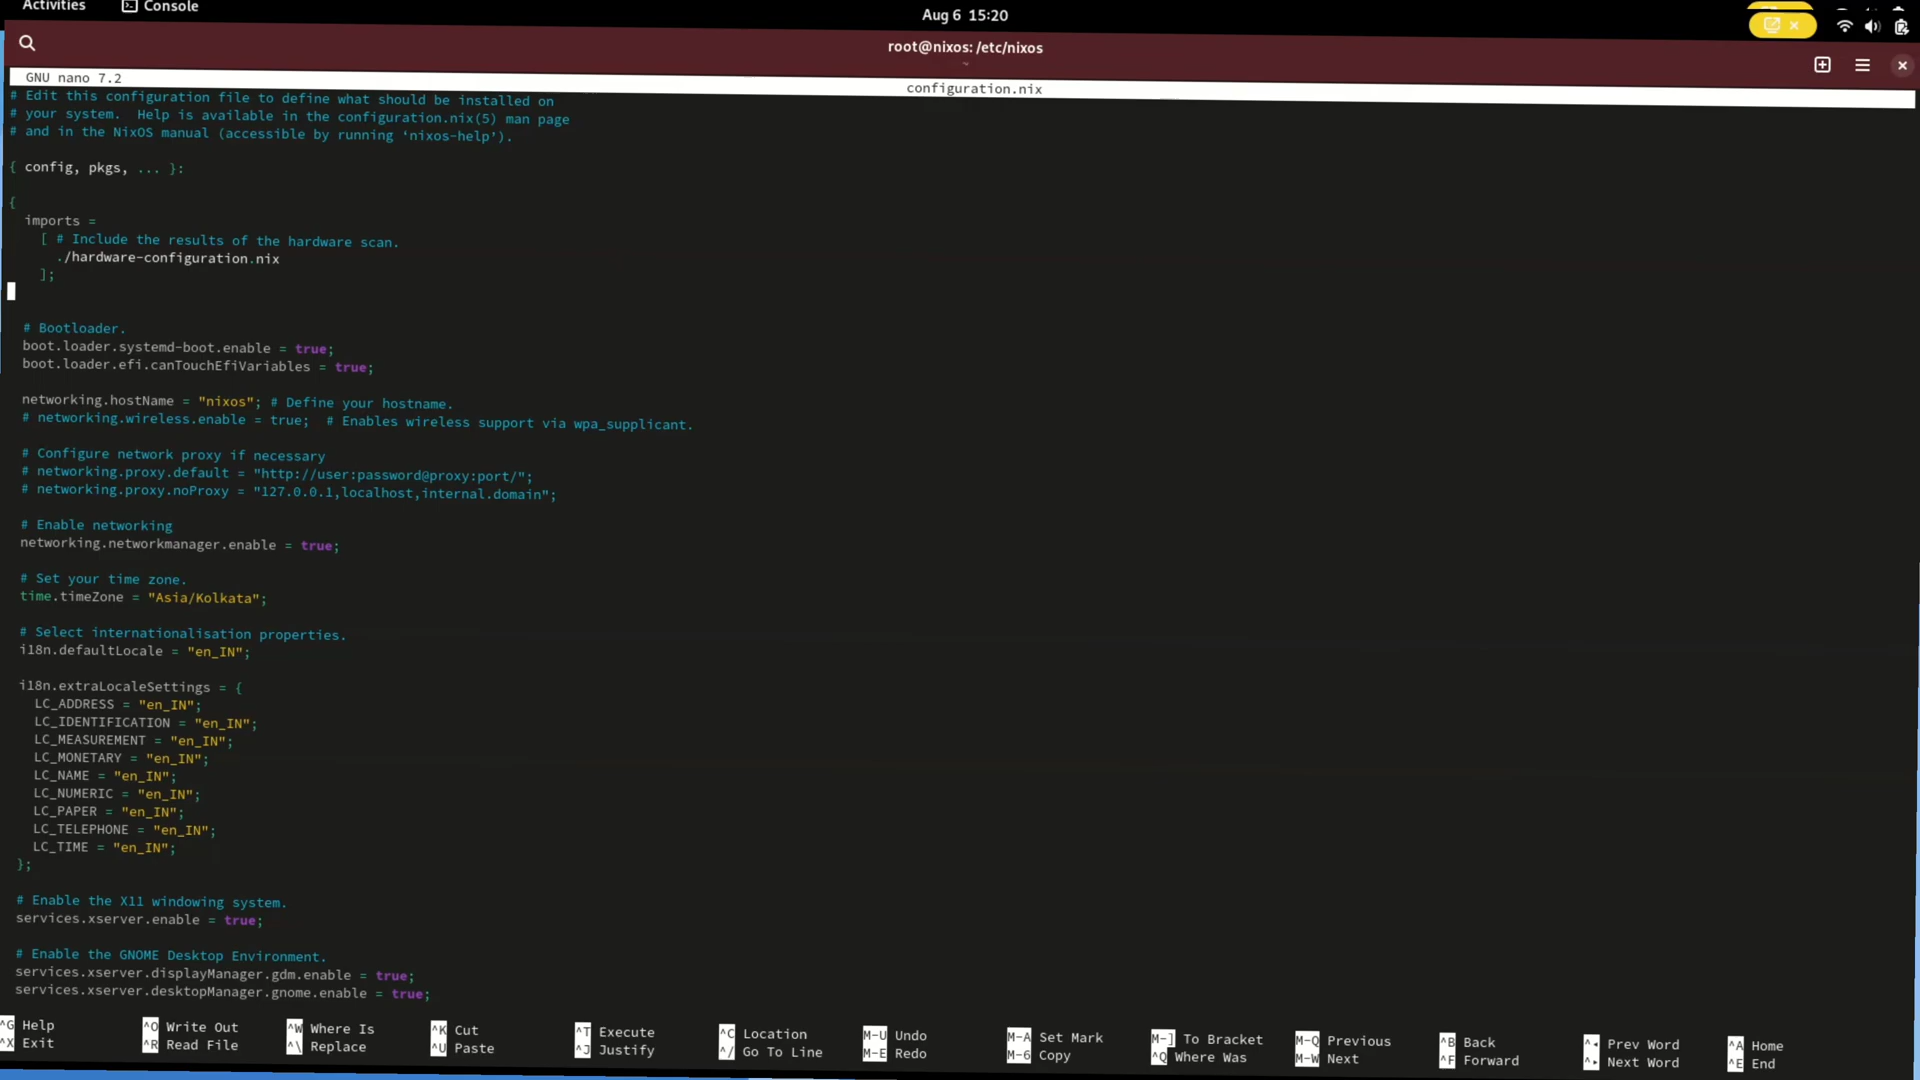 Activities Console
Aug 6 15:20
root@nixos: /etc/nixos
~
GNU nano 7.2 configuration.nix
# Edit this configuration file to define what should be installed on
# your system.  Help is available in the configuration.nix(5) man page
# and in the NixOS manual (accessible by running ‘nixos-help’).
{ config, pkgs, ... }:
{
imports =
[ # Include the results of the hardware scan.
./hardware-configuration.nix
];
# Bootloader.
boot.loader.systemd-boot.enable = true;
boot.loader.efi.canTouchEfiVariables = true;
networking.hostName = "nixos"; # Define your hostname.
# networking.wireless.enable = true;  # Enables wireless support via wpa_supplicant.
# Configure network proxy if necessary
# networking.proxy.default = "http://user:password@proxy:port/";
# networking.proxy.noProxy = "127.0.0.1,localhost,internal.domain";
# Enable networking
networking.networkmanager.enable = true;
# Set your time zone.
time.timeZone = "Asia/Kolkata";
# Select internationalisation properties.
i18n.defaultLocale = "en_IN";
i18n.extraLocaleSettings = {
LC_ADDRESS = "en_IN";
LC_IDENTIFICATION = "en_IN";
LC_MEASUREMENT = "en_IN";
LC_MONETARY = "en_IN";
LC_NAME = "en_IN";
LC_NUMERIC = "en_IN";
LC_PAPER = "en_IN";
LC_TELEPHONE = "en_IN";
LC_TIME = "en_IN";
};
# Enable the X11 windowing system.
services.xserver.enable = true;
# Enable the GNOME Desktop Environment.
services.xserver.displayManager.gdm.enable = true;
services.xserver.desktopManager.gnome.enable = true;
^G Help ^O Write Out ^W Where Is ^K Cut ^T Execute ^C Location M-U Undo M-A Set Mark M-] To Bracket M-Q Previous ^B Back ^◂ Prev Word ^A Home
^X Exit ^R Read File ^\ Replace ^U Paste ^J Justify ^/ Go To Line M-E Redo M-6 Copy ^Q Where Was M-W Next ^F Forward ^▸ Next Word ^E End